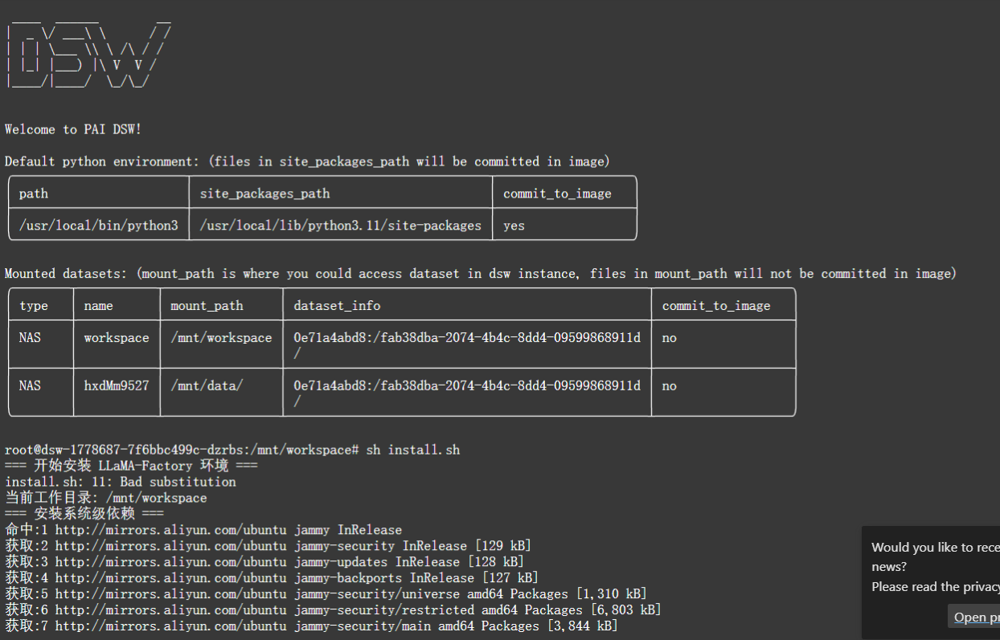 Welcome to PAI DSW!
Default python environment: (files in site_packages_path will be committed in image)
path site_packages_path commit_to_image
/usr/local/bin/python3 /usr/local/lib/python3.11/site-packages yes
Mounted datasets: (mount_path is where you could access dataset in dsw instance, files in mount_path will not be committed in image)
type name mount_path dataset_info commit_to_image
NAS workspace /mnt/workspace 0e71a4abd8:/fab38dba-2074-4b4c-8dd4-09599868911d no
/
NAS hxdMm9527 /mnt/data/ 0e71a4abd8:/fab38dba-2074-4b4c-8dd4-09599868911d no
/
root@dsw-1778687-7f6bbc499c-dzrbs:/mnt/workspace# sh install.sh
=== 开始安装 LLaMA-Factory 环境 ===
install.sh: 11: Bad substitution
当前工作目录: /mnt/workspace
=== 安装系统级依赖 ===
命中:1 http://mirrors.aliyun.com/ubuntu jammy InRelease
获取:2 http://mirrors.aliyun.com/ubuntu jammy-security InRelease [129 kB]
获取:3 http://mirrors.aliyun.com/ubuntu jammy-updates InRelease [128 kB]
获取:4 http://mirrors.aliyun.com/ubuntu jammy-backports InRelease [127 kB]
获取:5 http://mirrors.aliyun.com/ubuntu jammy-security/universe amd64 Packages [1,310 kB]
获取:6 http://mirrors.aliyun.com/ubuntu jammy-security/restricted amd64 Packages [6,803 kB]
获取:7 http://mirrors.aliyun.com/ubuntu jammy-security/main amd64 Packages [3,844 kB]
Would you like to rece
news?
Please read the privacy
Open pr